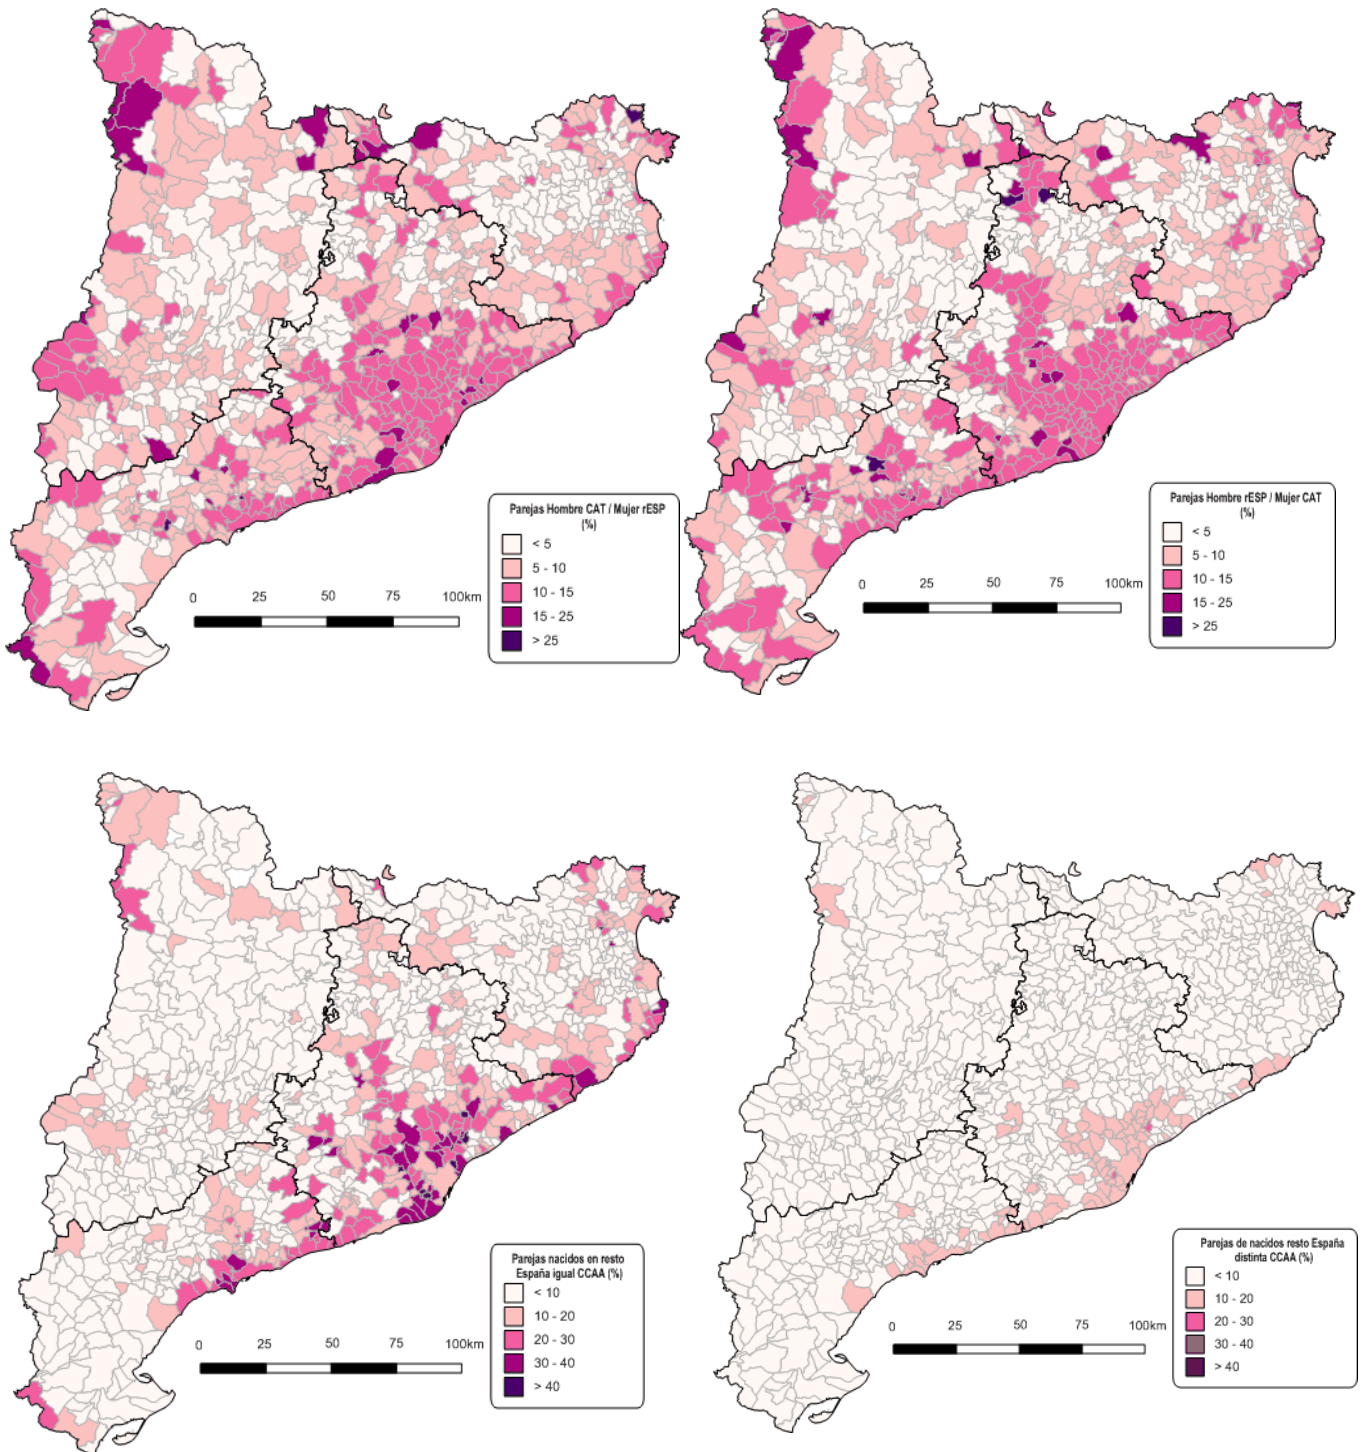 Parejas Hombre CAT / Mujer rESP
(%)
< 5
5 - 10
10 - 15
15 - 25
> 25
0 25 50 75 100km
Parejas Hombre rESP / Mujer CAT
(%)
< 5
5 - 10
10 - 15
15 - 25
> 25
0 25 50 75 100km
Parejas nacidos en resto
España igual CCAA (%)
< 10
10 - 20
20 - 30
30 - 40
> 40
0 25 50 75 100km
Parejas de nacidos resto España
distinta CCAA (%)
< 10
10 - 20
20 - 30
30 - 40
> 40
0 25 50 75 100km